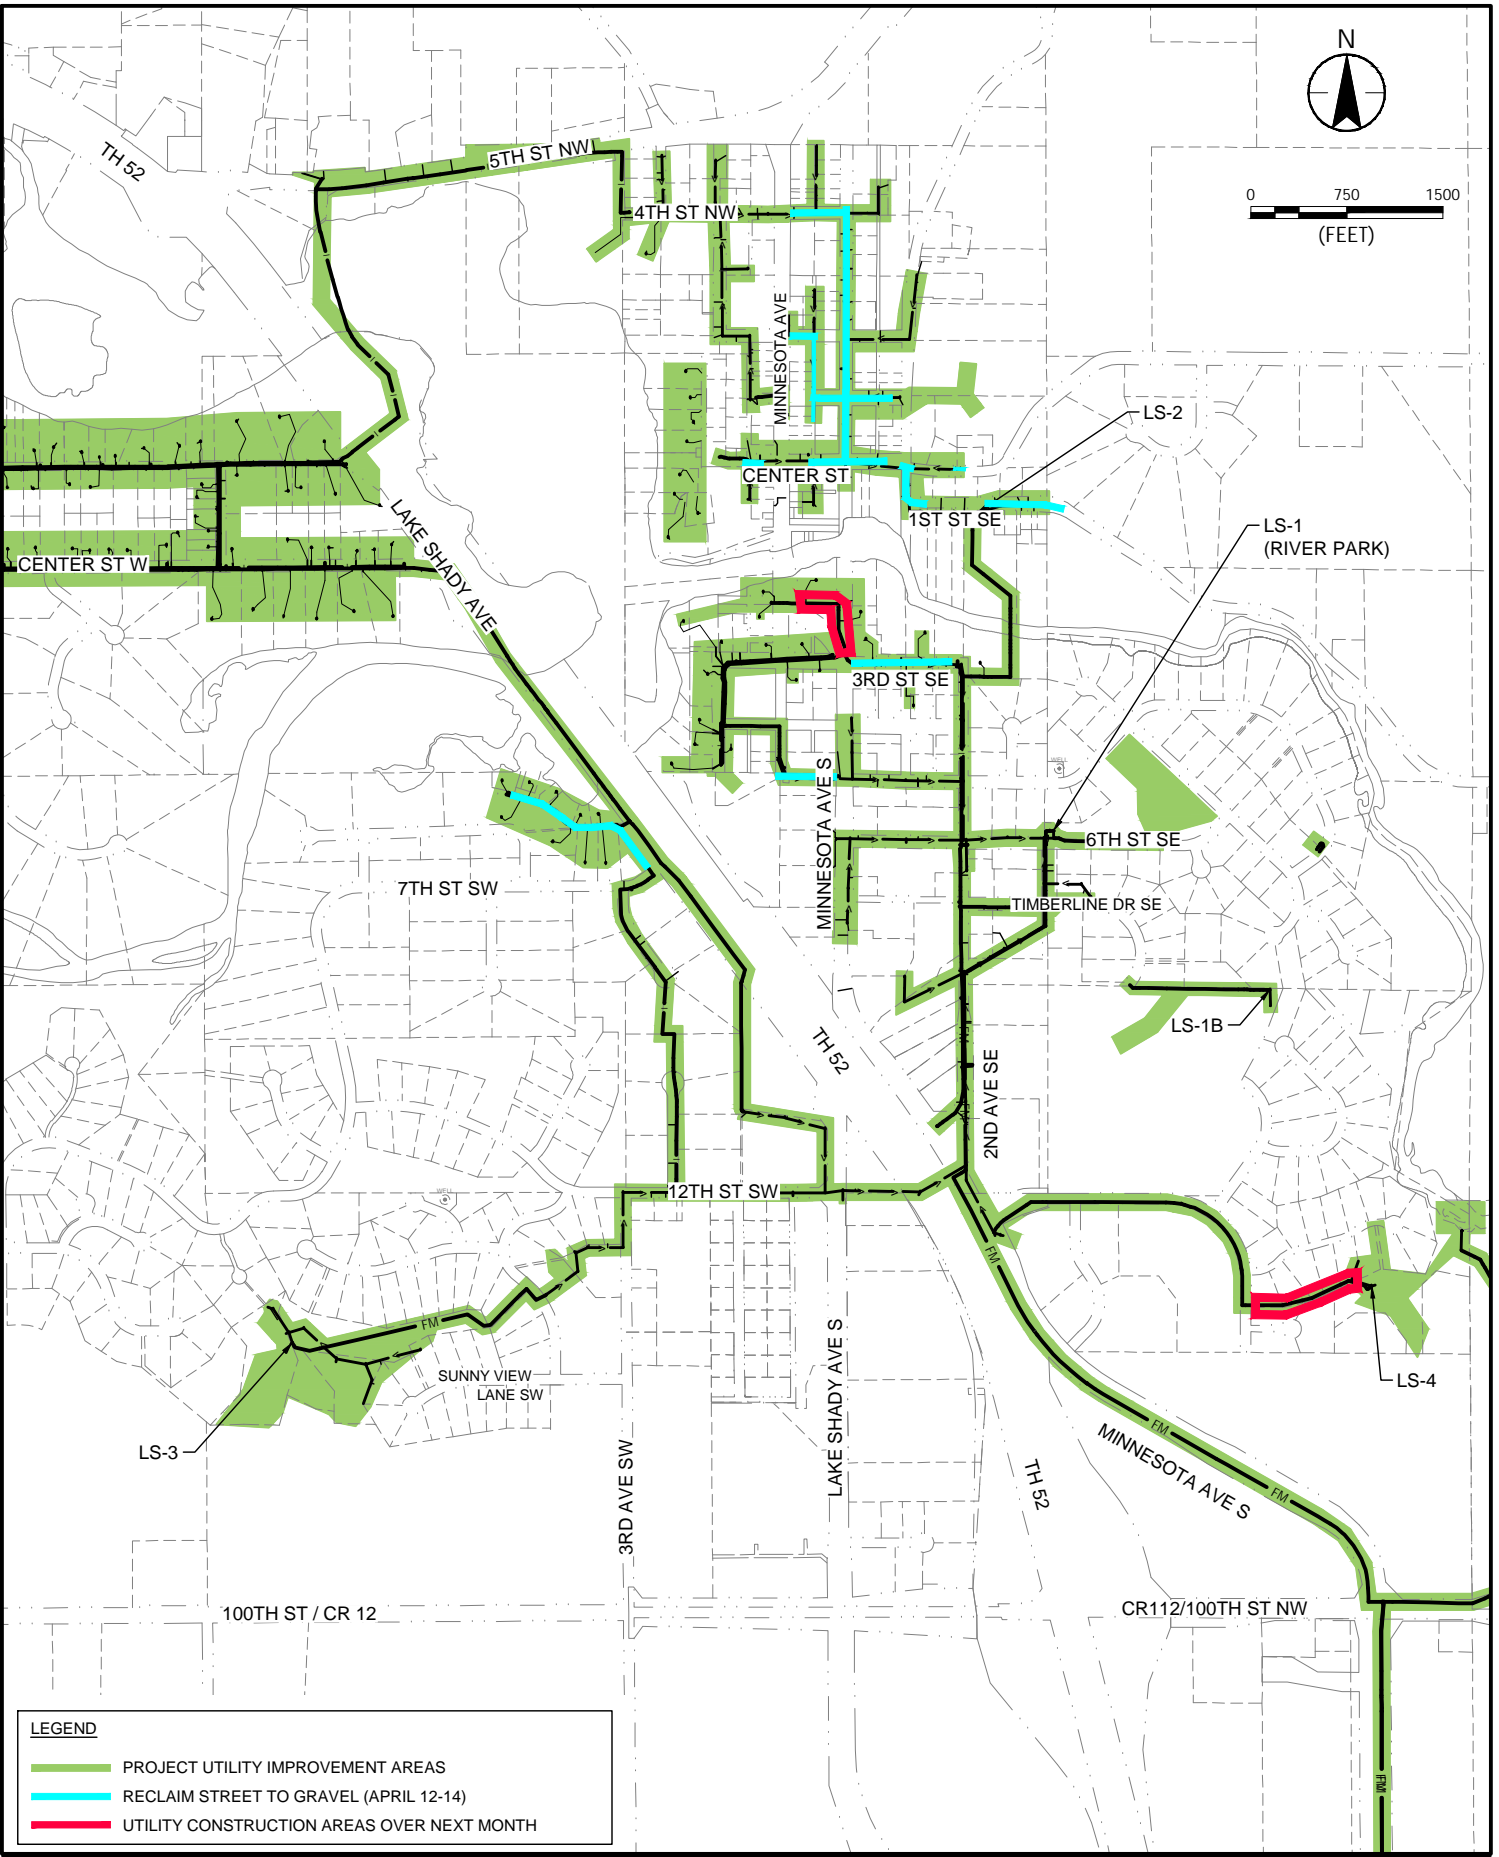 N
TH 52
5TH ST NW
0 750 1500
(FEET)
4TH ST NW
MINNESOTA AVE
LS-2
CENTER ST
LAKE SHADY AVE
1ST ST SE
LS-1
(RIVER PARK)
CENTER ST W
3RD ST SE
WELL
MINNESOTA AVE S
6TH ST SE
7TH ST SW
TIMBERLINE DR SE
LS-1B
TH 52
FM
2ND AVE SE
FM
WELL
12TH ST SW
FM
FM
LAKE SHADY AVE S
SUNNY VIEW
LANE SW
LS-4
LS-3
FM
MINNESOTA AVE S
3RD AVE SW
TH 52
FM
100TH ST / CR 12
CR112/100TH ST NW
LEGEND
PROJECT UTILITY IMPROVEMENT AREAS
FM
RECLAIM STREET TO GRAVEL (APRIL 12-14)
UTILITY CONSTRUCTION AREAS OVER NEXT MONTH